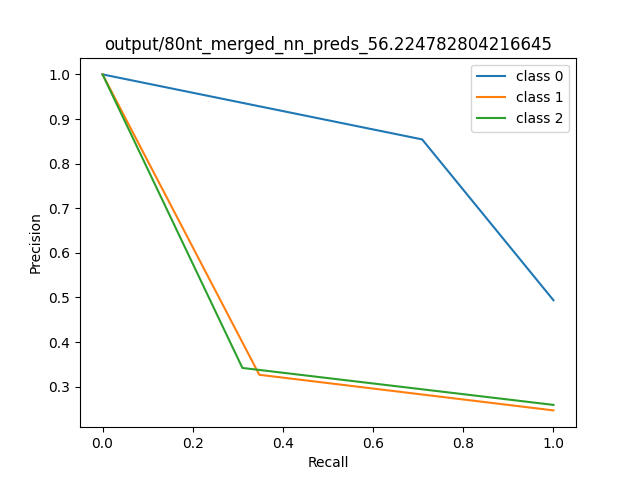 output/80nt_merged_nn_preds_56.224782804216645
class 0
class 1
class 2
Precision
1.0
0.9
0.8
0.7
0.6
0.5
0.4
0.3
0.0 0.2 0.4 0.6 0.8 1.0
Recall